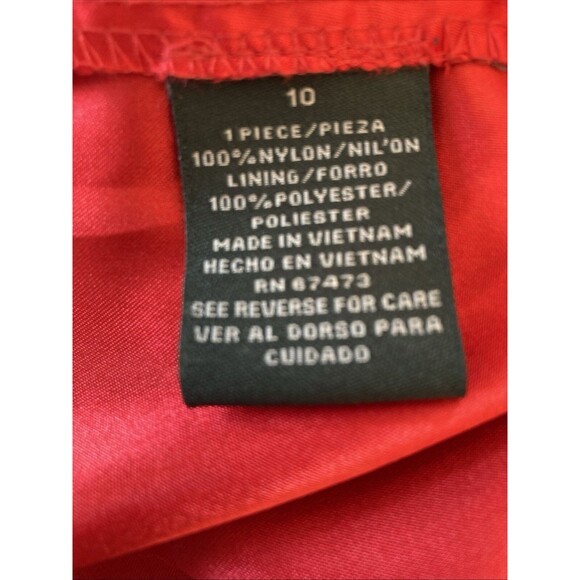 10
1 PIECE/PIEZA
100%NYLON/NIL'ON
LINING/FORRO
100%POLYESTER/
POLIESTER
MADE IN VIETNAM
HECHO EN VIETNAM
RN 67473
SEE REVERSE FOR CARE
VER AL DORSO PARA
CUIDADO